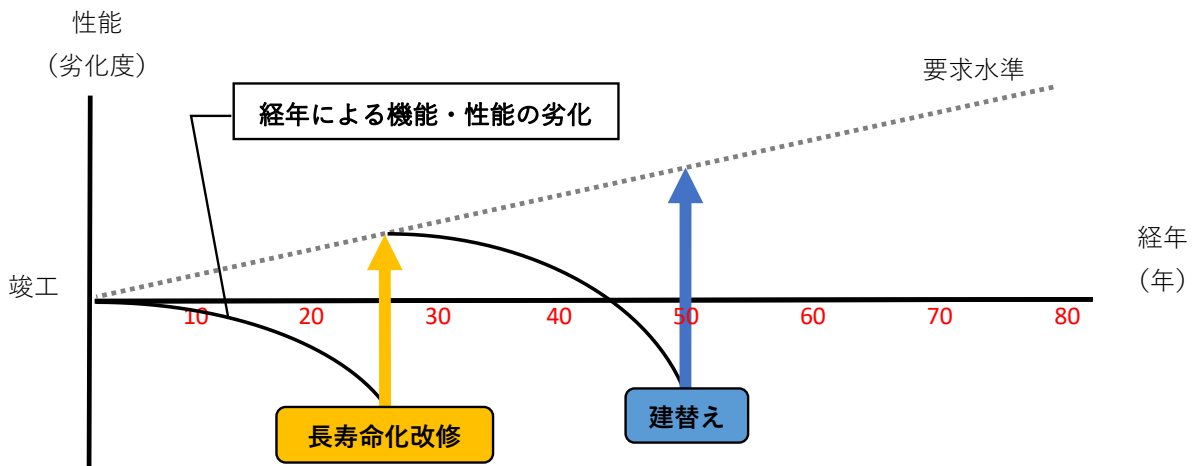 性能
（劣化度）
要求水準
経年による機能・性能の劣化
経年
（年）
竣工
10 20 30 40 50 60 70 80
建替え
長寿命化改修